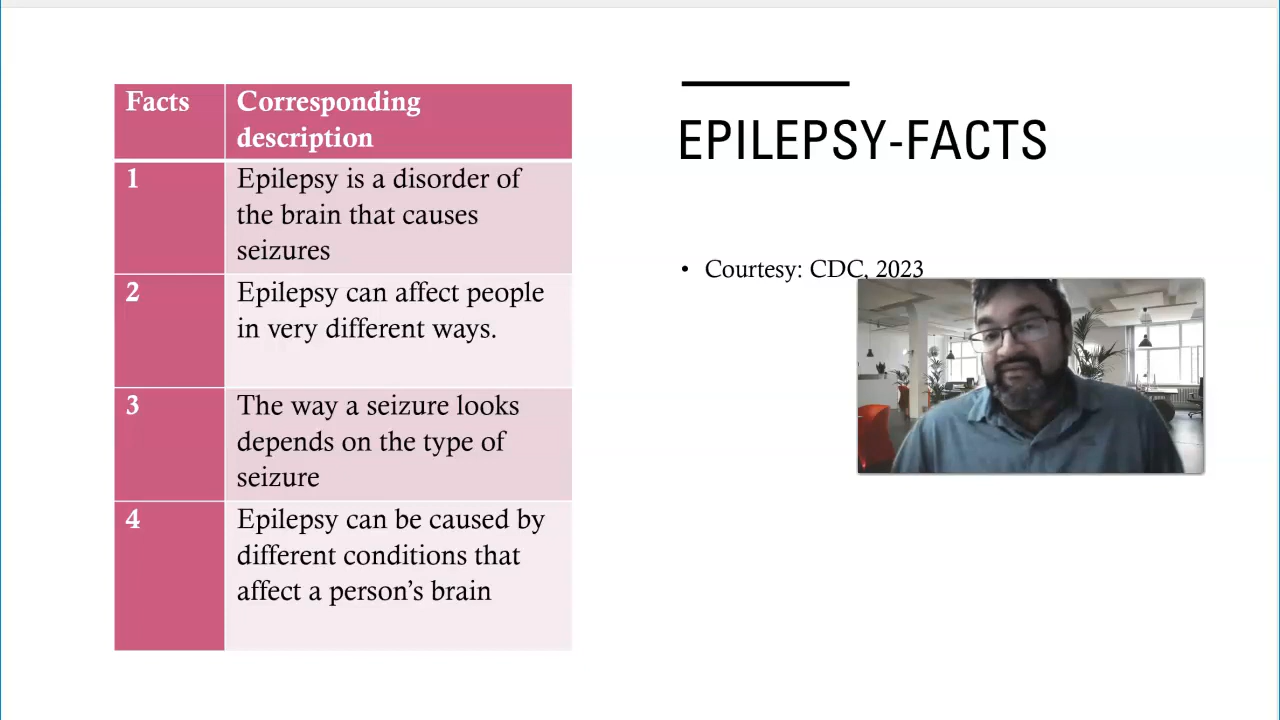 Facts
Corresponding
description
1
Epilepsy is a disorder of
the brain that causes
seizures
2
Epilepsy can affect people
in very different ways.
3
The way a seizure looks
depends on the type of
seizure
4
Epilepsy can be caused by
different conditions that
affect a person’s brain
EPILEPSY-FACTS
• Courtesy: CDC, 2023